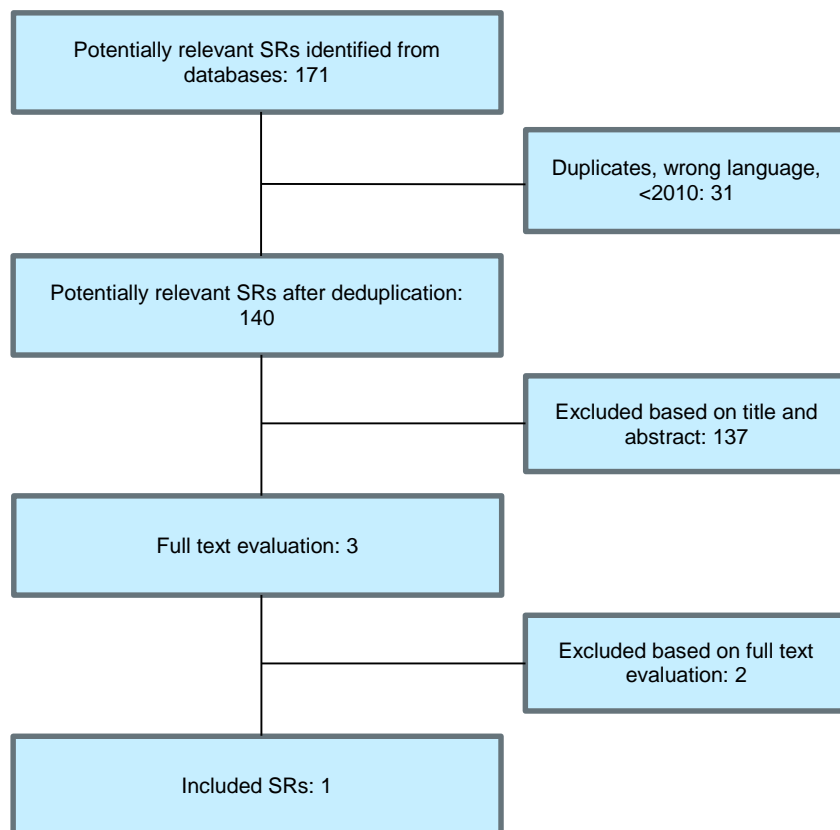 Potentially relevant SRs identified from
databases: 171
Duplicates, wrong language,
<2010: 31
Potentially relevant SRs after deduplication:
140
Excluded based on title and
abstract: 137
Full text evaluation: 3
Excluded based on full text
evaluation: 2
Included SRs: 1